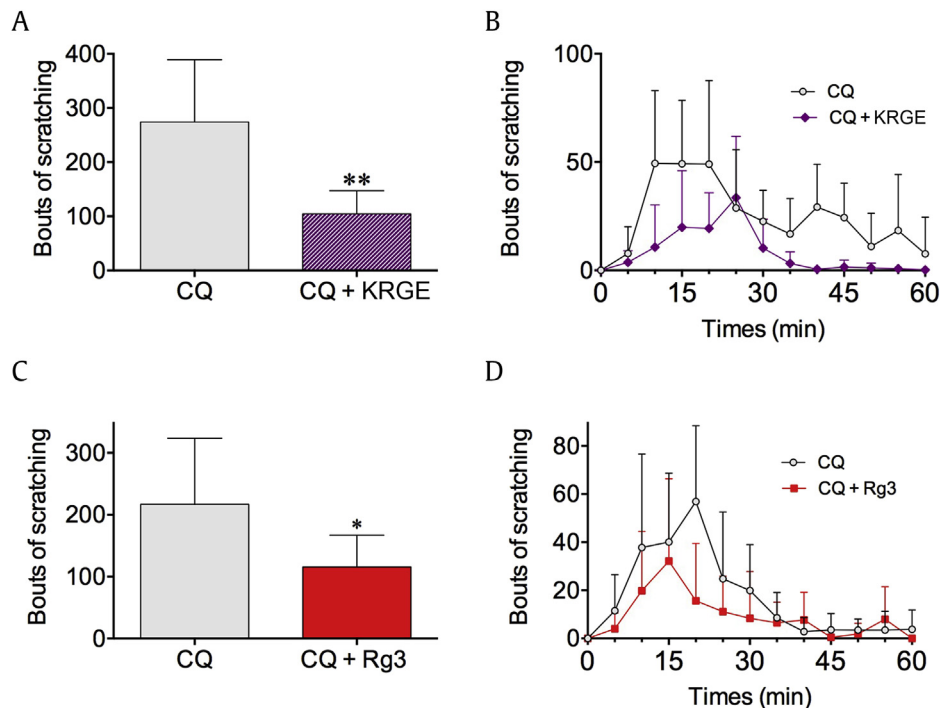 A
Bouts of scratching
400
300
200
100
0
**
CQ
CQ + KRGE
B
Bouts of scratching
100
50
0
CQ
CQ + KRGE
0 15 30 45 60
Times (min)
C
Bouts of scratching
300
200
100
0
*
CQ
CQ + Rg3
D
Bouts of scratching
80
60
40
20
0
CQ
CQ + Rg3
0 15 30 45 60
Times (min)